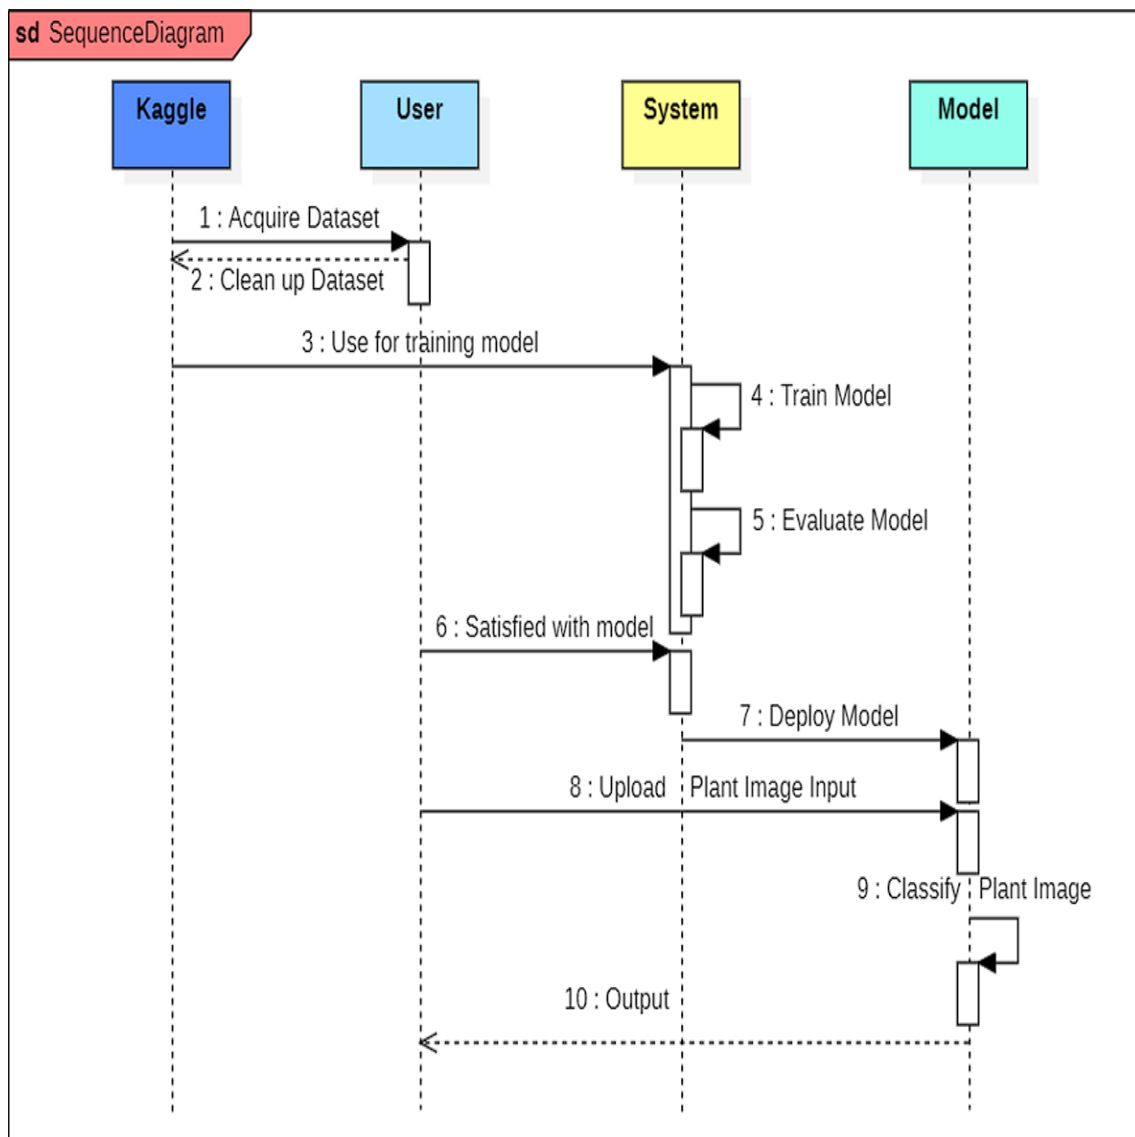 sd SequenceDiagram
Kaggle
User
System
Model
1 : Acquire Dataset
2 : Clean up Dataset
3 : Use for training model
4 : Train Model
5 : Evaluate Model
6 : Satisfied with model
7 : Deploy Model
8 : Upload Plant Image Input
9 : Classify Plant Image
10 : Output